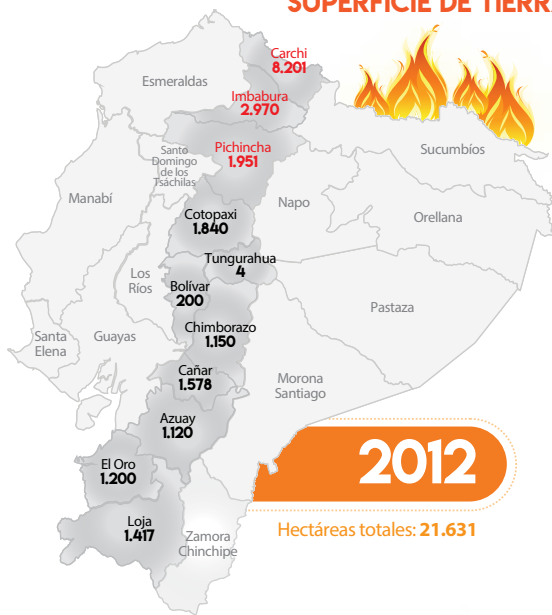 SUPERFICIE DE TIERRA
Carchi
8.201
Esmeraldas
Imbabura
2.970
Pichincha
1.951
Santo
Domingo
de los
Tsáchilas
Sucumbíos
Manabí
Cotopaxi
1.840
Napo
Orellana
Tungurahua
4
Los
Ríos
Bolívar
200
Pastaza
Chimborazo
1.150
Santa
Elena
Guayas
Cañar
1.578
Morona
Santiago
Azuay
1.120
El Oro
1.200
2012
Loja
1.417
Zamora
Chinchipe
Hectáreas totales: 21.631